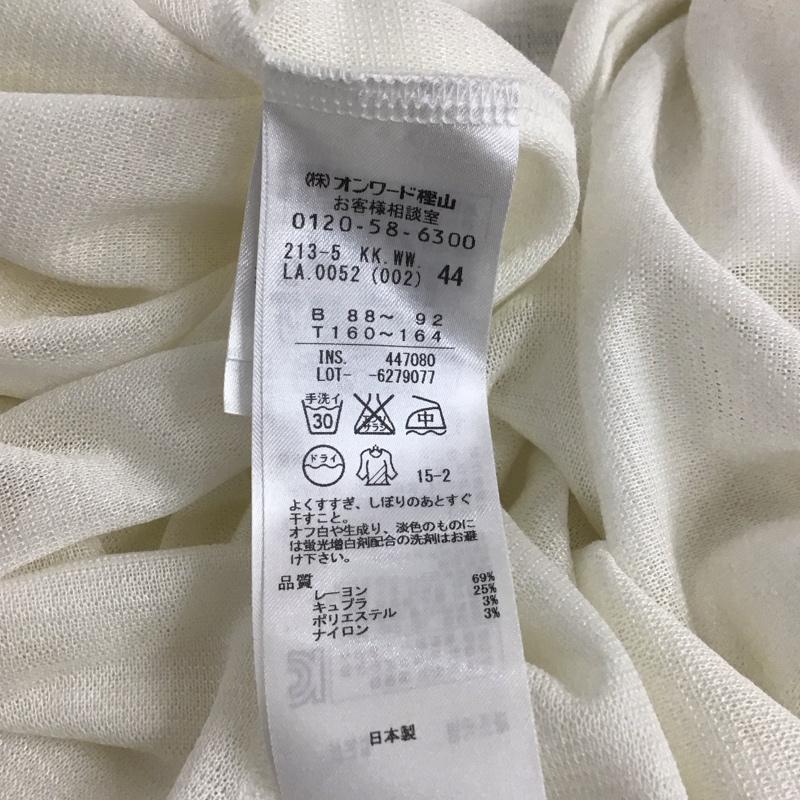 (株)オンワード樫山
お客様相談室
0120-58-6300
213-5 KK.WW.
LA.0052 (002) 44
B 88～ 92
T160～164
INS. 447080
LOT- -6279077
手洗イ
30
エンソ
サラシ
中
ドライ
15-2
よくすすぎ、しぼりのあとすぐ
干すこと。
オフ白や生成り、淡色のものに
は蛍光増白剤配合の洗剤はお避
け下さい。
品質
レーヨン 69%
キュプラ 25%
ポリエステル 3%
ナイロン 3%
日本製